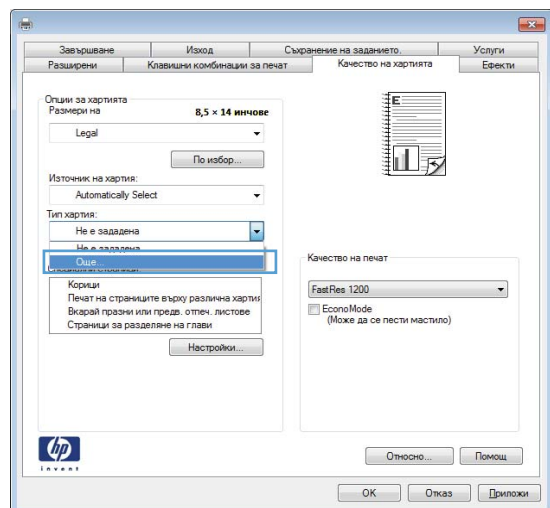 Завършване Изход Съхранение на заданието. Услуги
Разширени Клавишни комбинации за печат Качество на хартията Ефекти
Опции за хартията
Размери на 8,5 × 14 инчове
Legal
По избор...
Източник на хартия:
Automatically Select
Тип хартия:
Не е зададена
Не е зададена
Още...
Специални страници:
Корици
Печат на страниците върху различна хартия
Вкарай празни или предв. отпеч. листове
Страници за разделяне на глави
Настройки...
E
Качество на печат
FastRes 1200
EconoMode
(Може да се пести мастило)
hp
invent
Относно... Помощ
OK Отказ Приложи